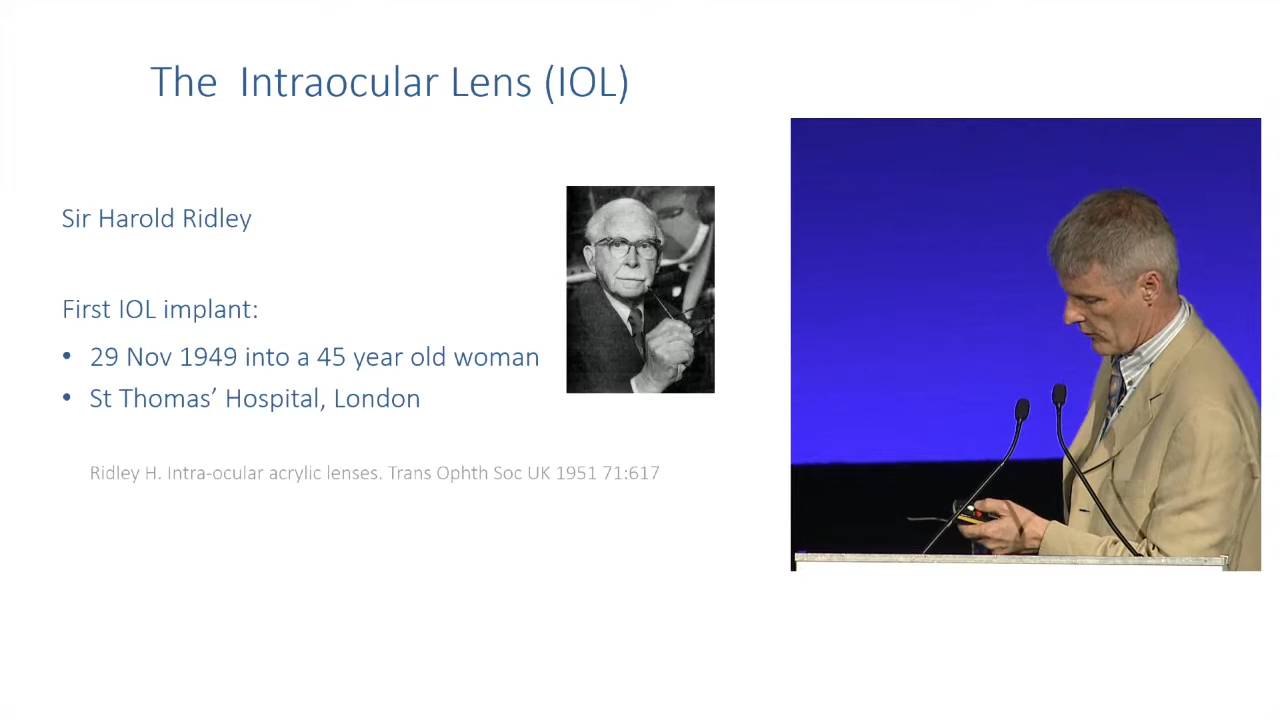 The Intraocular Lens (IOL)
Sir Harold Ridley
First IOL implant:
• 29 Nov 1949 into a 45 year old woman
• St Thomas’ Hospital, London
Ridley H. Intra-ocular acrylic lenses. Trans Ophth Soc UK 1951 71:617